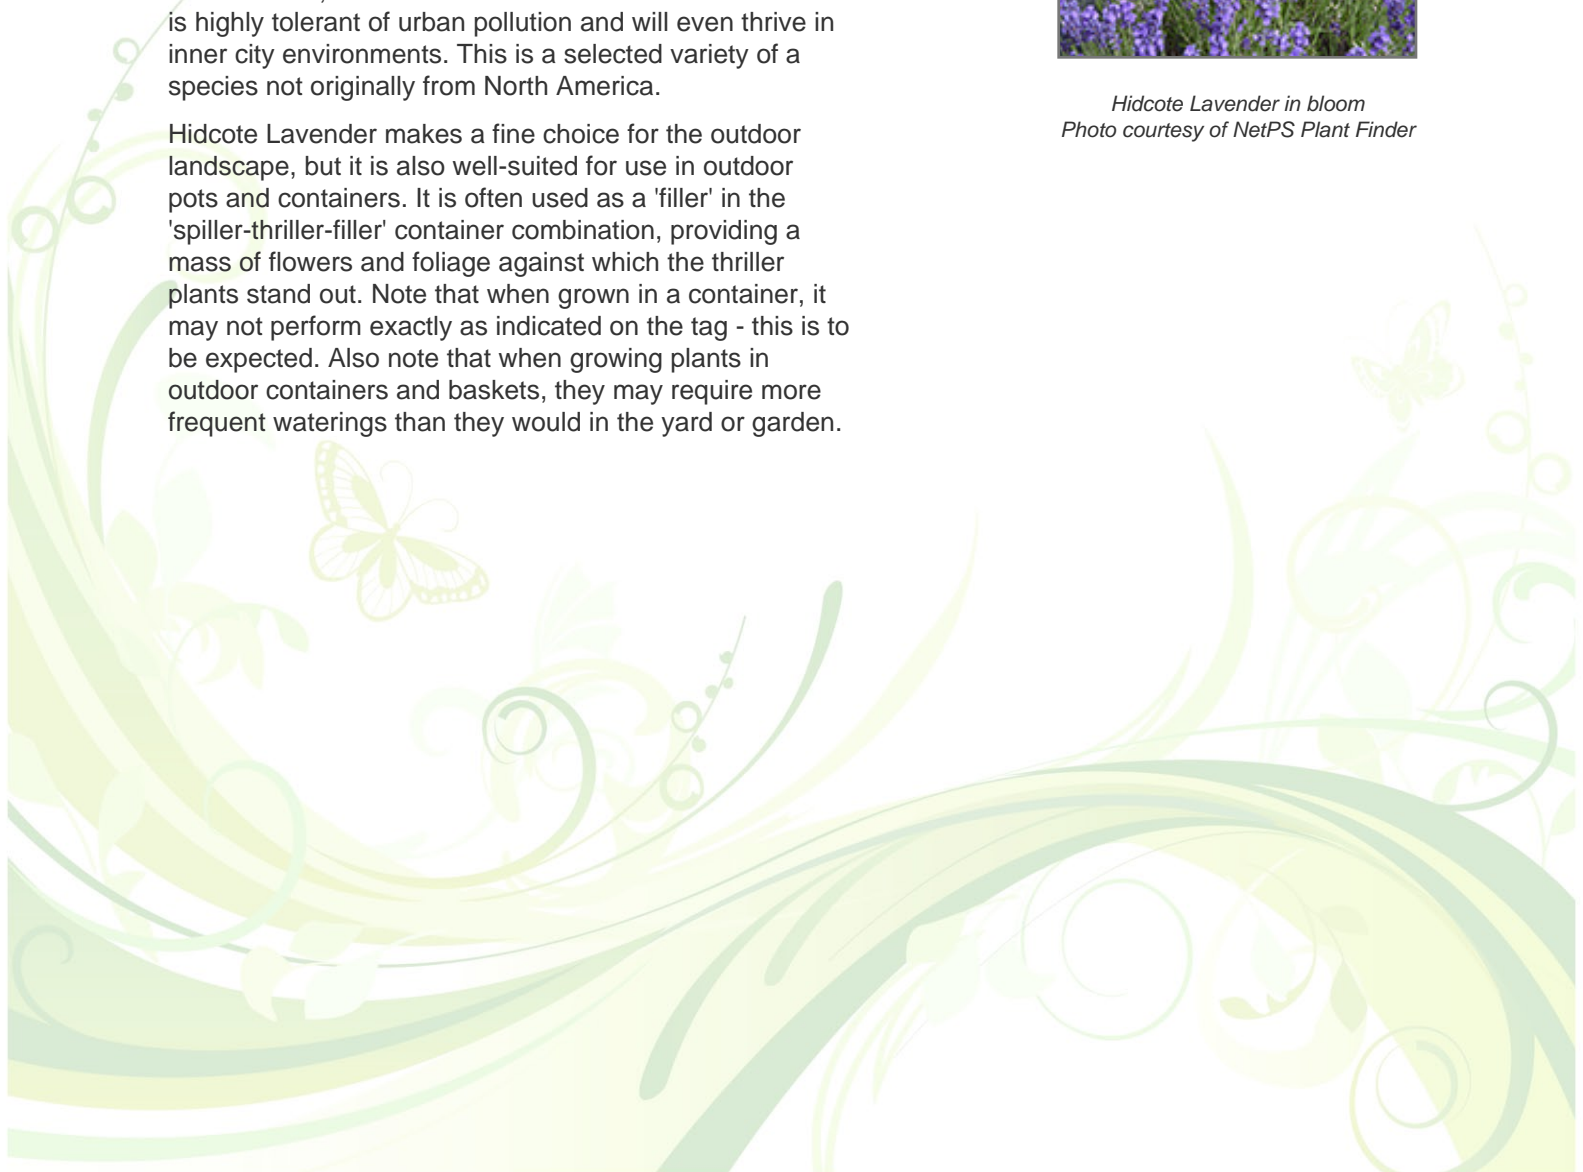 is highly tolerant of urban pollution and will even thrive in
inner city environments. This is a selected variety of a
species not originally from North America.
Hidcote Lavender makes a fine choice for the outdoor
landscape, but it is also well-suited for use in outdoor
pots and containers. It is often used as a 'filler' in the
'spiller-thriller-filler' container combination, providing a
mass of flowers and foliage against which the thriller
plants stand out. Note that when grown in a container, it
may not perform exactly as indicated on the tag - this is to
be expected. Also note that when growing plants in
outdoor containers and baskets, they may require more
frequent waterings than they would in the yard or garden.
Hidcote Lavender in bloom
Photo courtesy of NetPS Plant Finder